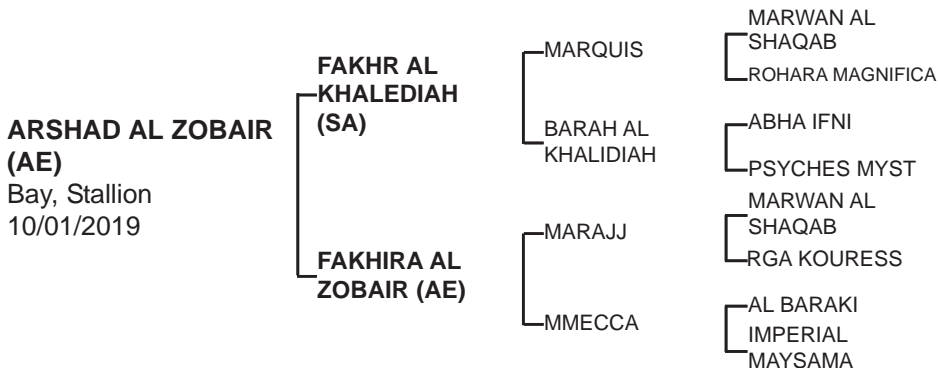 ARSHAD AL ZOBAIR
(AE)
Bay, Stallion
10/01/2019
FAKHR AL
KHALEDIAH
(SA)
FAKHIRA AL
ZOBAIR (AE)
MARQUIS
BARAH AL
KHALIDIAH
MARAJJ
MMECCA
MARWAN AL
SHAQAB
ROHARA MAGNIFICA
ABHA IFNI
PSYCHES MYST
MARWAN AL
SHAQAB
RGA KOURESS
AL BARAKI
IMPERIAL
MAYSAMA